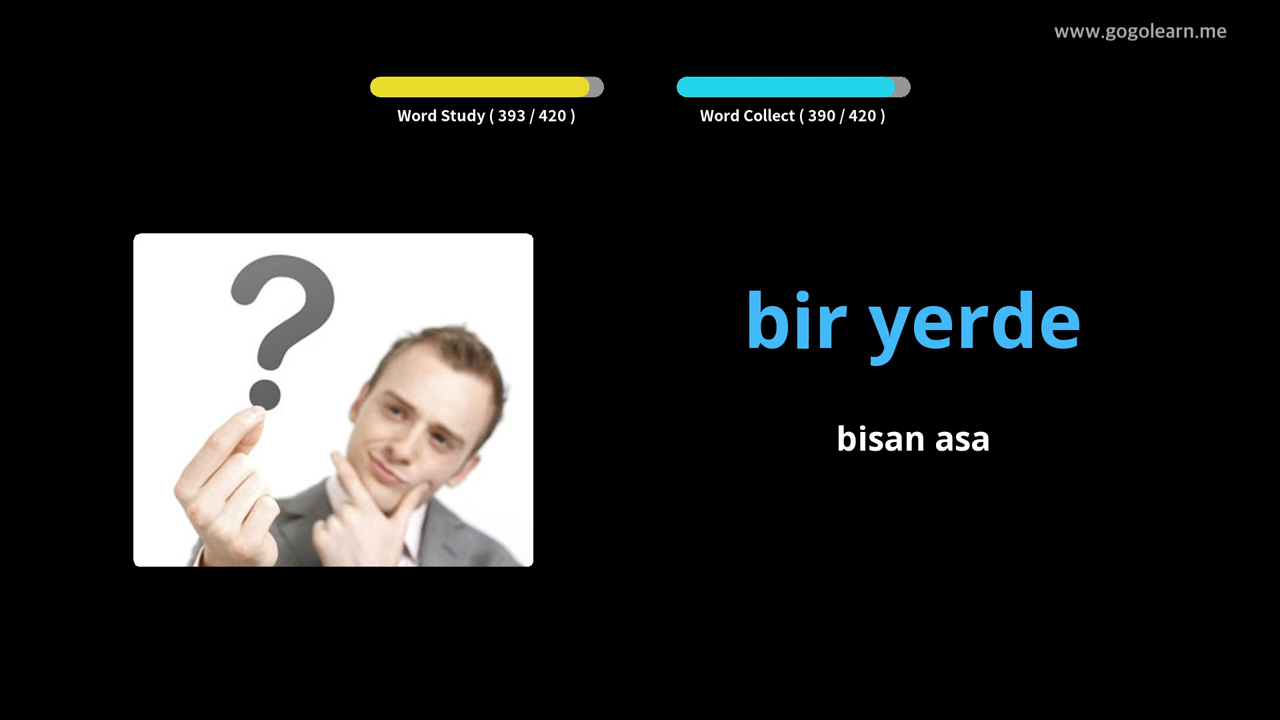 www.gogolearn.me
Word Study ( 393 / 420 )
Word Collect ( 390 / 420 )
?
bir yerde
bisan asa